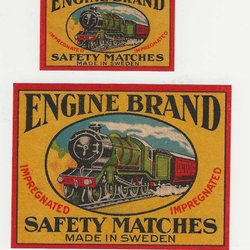 ENGINE BRAND
IMPREGNATED
IMPREGNATED
SAFETY MATCHES
MADE IN SWEDEN
ENGINE BRAND
IMPREGNATED
IMPREGNATED
SAFETY MATCHES
MADE IN SWEDEN